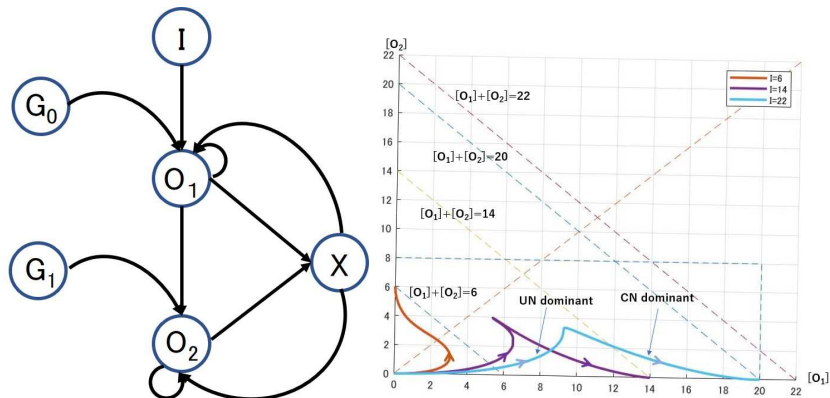 I
G₀
O₁
G₁
X
O₂
[O₂]
22
20
18
16
14
12
10
8
6
4
2
0
0 2 4 6 8 10 12 14 16 18 20 22
[O₁]
I=6
I=14
I=22
[O₁]+[O₂]=22
[O₁]+[O₂]=20
[O₁]+[O₂]=14
[O₁]+[O₂]=6
UN dominant
CN dominant